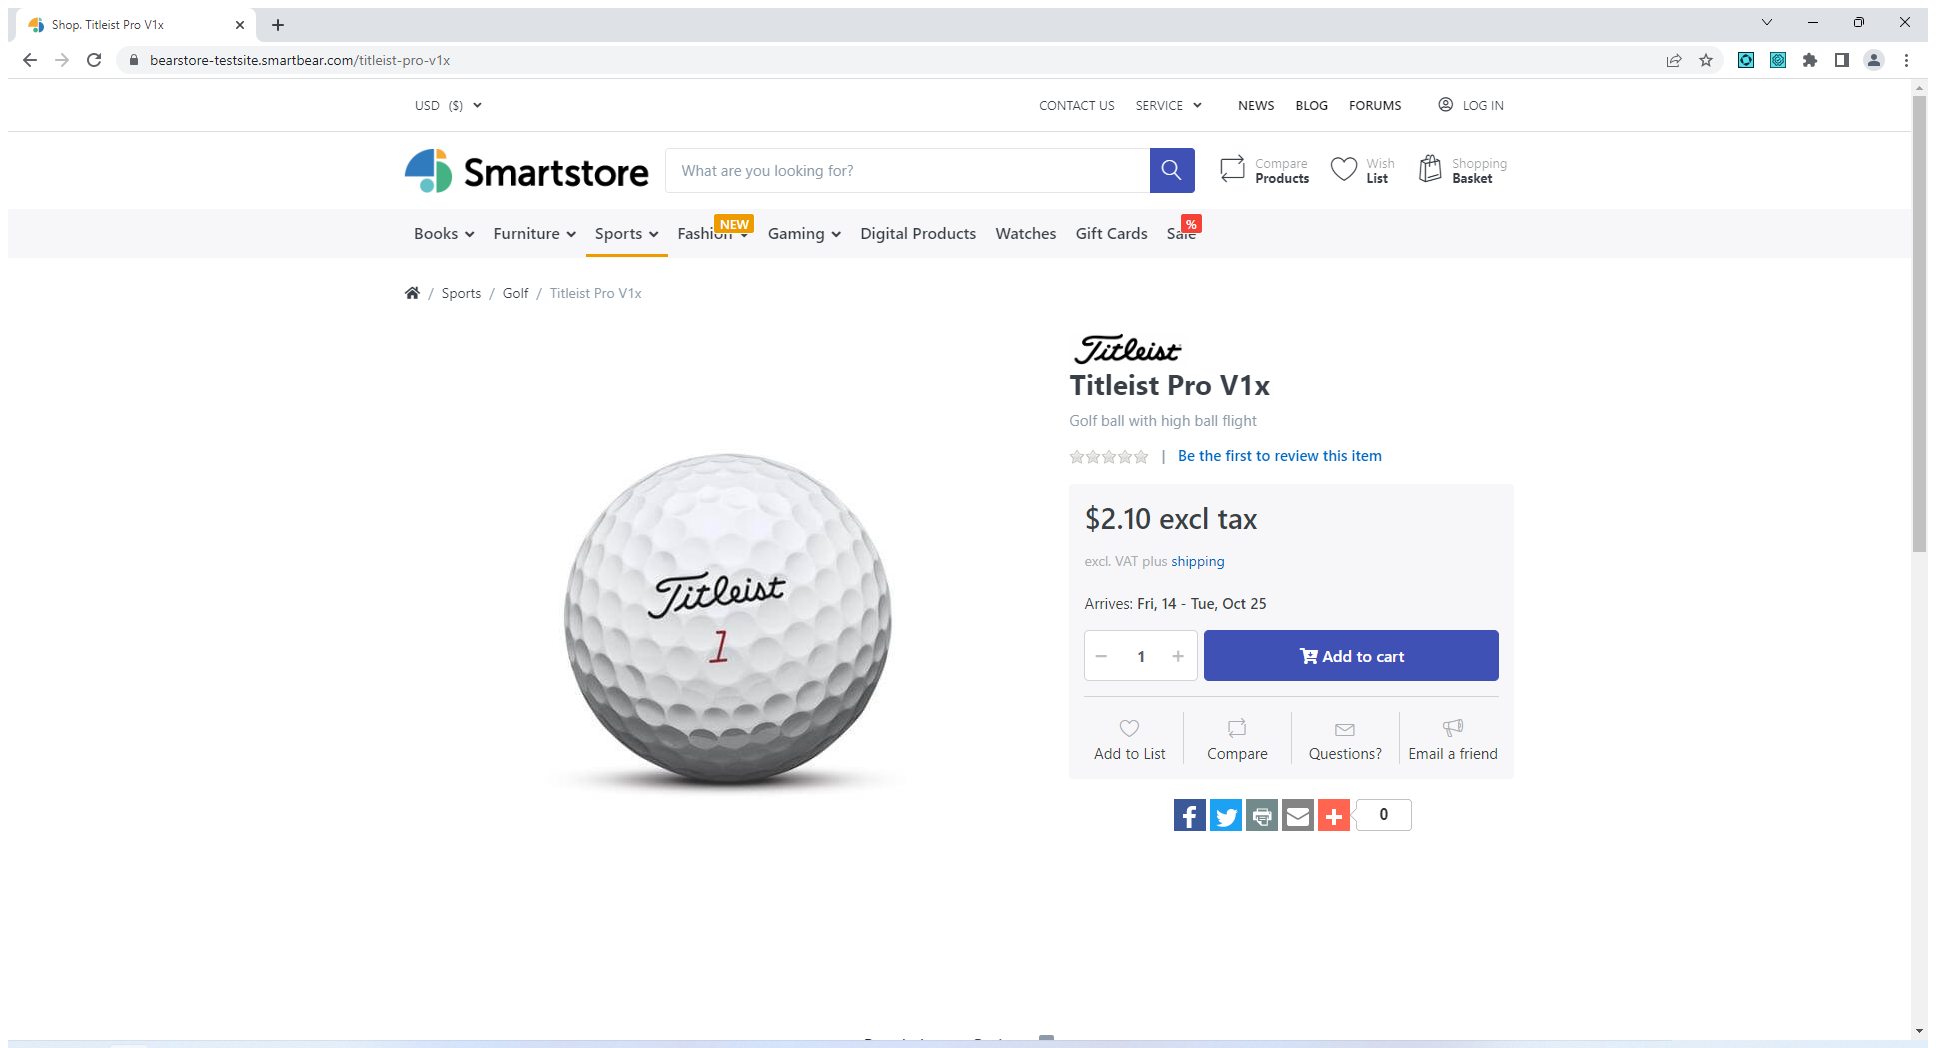 Shop. Titleist Pro V1x
bearstore-testsite.smartbear.com/titleist-pro-v1x
USD ($)
CONTACT US SERVICE NEWS BLOG FORUMS LOG IN
Smartstore
What are you looking for?
Compare Products
Wish List
Shopping Basket
NEW
%
Books Furniture Sports Fashion Gaming Digital Products Watches Gift Cards Sale
/ Sports / Golf / Titleist Pro V1x
Titleist
Titleist Pro V1x
Golf ball with high ball flight
| Be the first to review this item
$2.10 excl tax
excl. VAT plus shipping
Arrives: Fri, 14 - Tue, Oct 25
− 1 + Add to cart
Add to List Compare Questions? Email a friend
0
Titleist
1